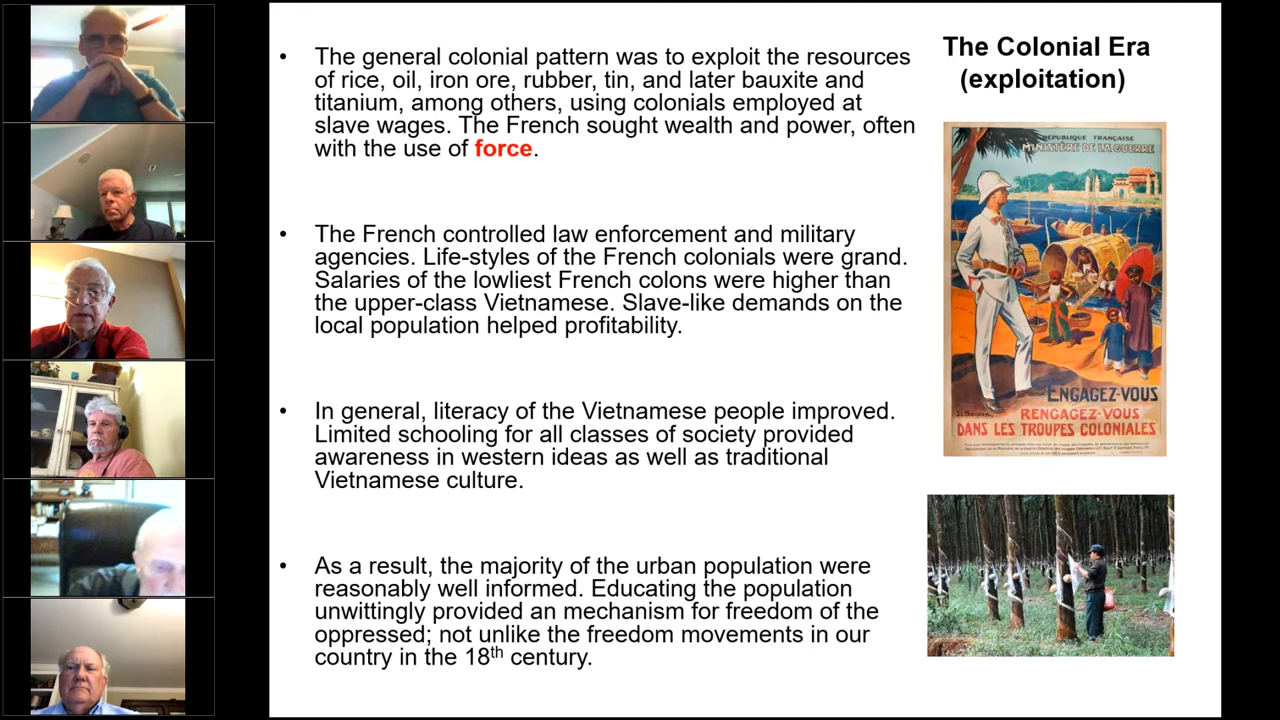 • The general colonial pattern was to exploit the resources
of rice, oil, iron ore, rubber, tin, and later bauxite and
titanium, among others, using colonials employed at
slave wages. The French sought wealth and power, often
with the use of force.
• The French controlled law enforcement and military
agencies. Life-styles of the French colonials were grand.
Salaries of the lowliest French colons were higher than
the upper-class Vietnamese. Slave-like demands on the
local population helped profitability.
• In general, literacy of the Vietnamese people improved.
Limited schooling for all classes of society provided
awareness in western ideas as well as traditional
Vietnamese culture.
• As a result, the majority of the urban population were
reasonably well informed. Educating the population
unwittingly provided an mechanism for freedom of the
oppressed; not unlike the freedom movements in our
country in the 18th century.
The Colonial Era
(exploitation)
RÉPUBLIQUE FRANÇAISE
MINISTÈRE DE LA GUERRE
ENGAGEZ-VOUS
RENGAGEZ-VOUS
DANS LES TROUPES COLONIALES